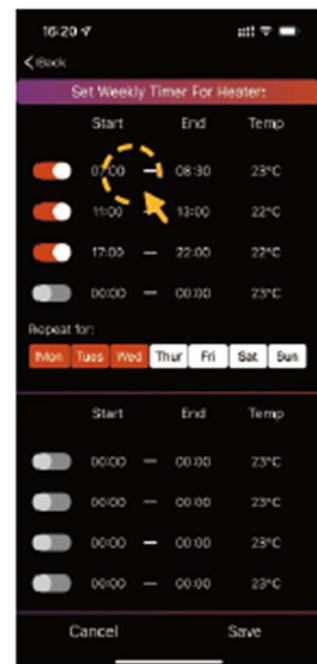 16:20
Back
Set Weekly Timer For Heater:
Start End Temp
07:00 — 08:30 23°C
11:00 — 13:00 22°C
17:00 — 22:00 22°C
00:00 — 00:00 23°C
Repeat for:
Mon Tues Wed Thur Fri Sat Sun
Start End Temp
00:00 — 00:00 23°C
00:00 — 00:00 23°C
00:00 — 00:00 23°C
00:00 — 00:00 23°C
Cancel Save